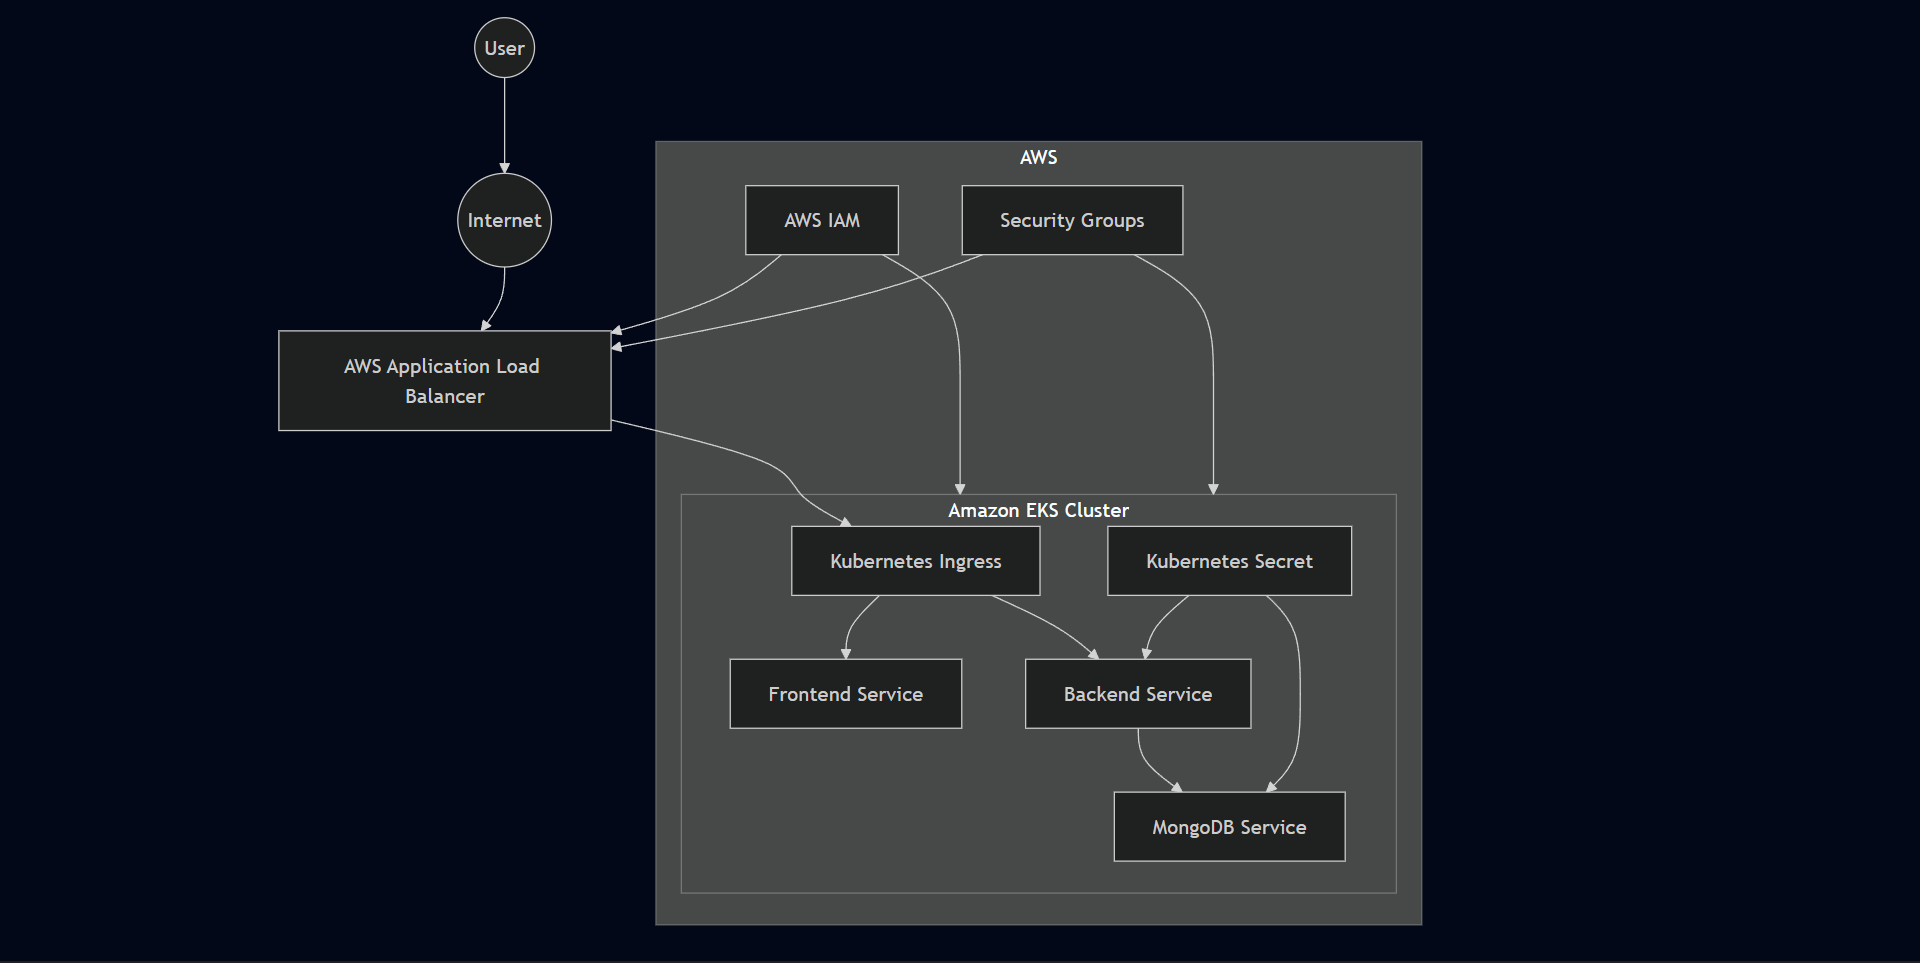 User
AWS
Internet
AWS IAM
Security Groups
AWS Application Load
Balancer
Amazon EKS Cluster
Kubernetes Ingress
Kubernetes Secret
Frontend Service
Backend Service
MongoDB Service